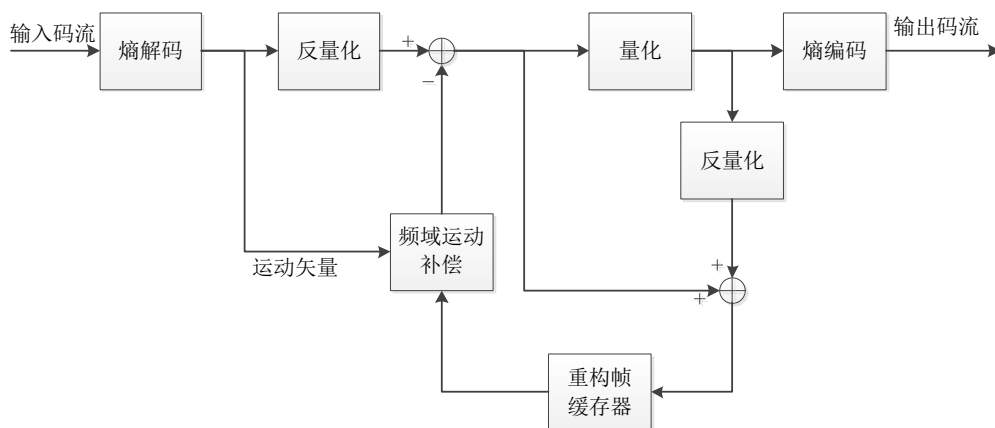 输入码流
熵解码
反量化
+
−
量化
熵编码
输出码流
反量化
频域运动
补偿
运动矢量
+
+
重构帧
缓存器